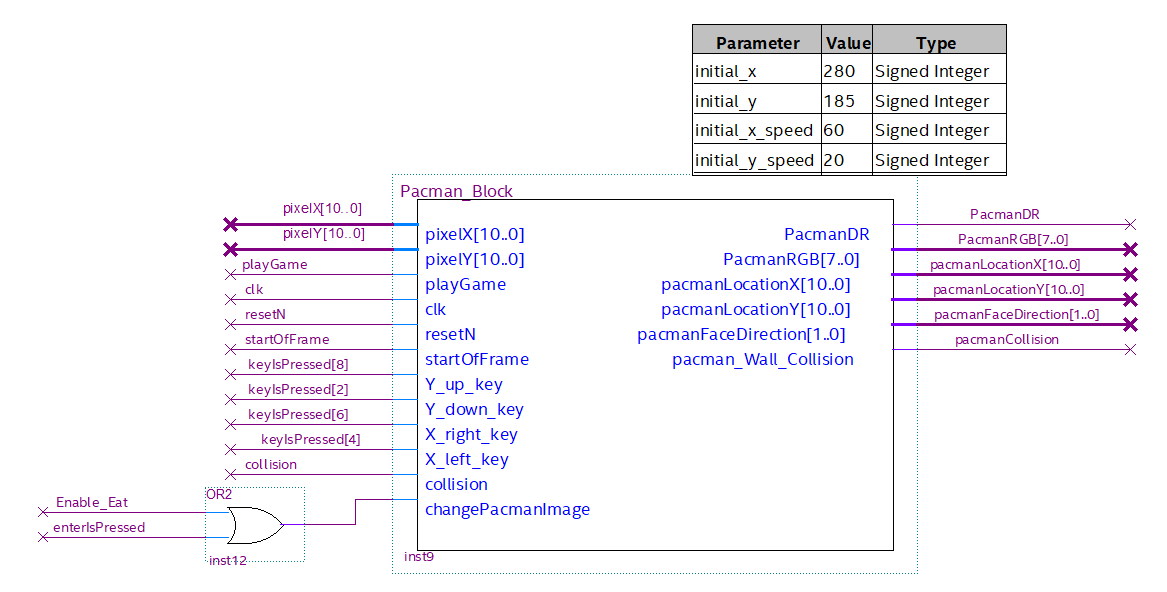 Parameter Value Type
initial_x 280 Signed Integer
initial_y 185 Signed Integer
initial_x_speed 60 Signed Integer
initial_y_speed 20 Signed Integer
Pacman_Block
pixelX[10..0]
pixelY[10..0]
playGame
clk
resetN
startOfFrame
keyIsPressed[8]
keyIsPressed[2]
keyIsPressed[6]
keyIsPressed[4]
collision
Enable_Eat
enterIsPressed
OR2
inst12
pixelX[10..0]
pixelY[10..0]
playGame
clk
resetN
startOfFrame
Y_up_key
Y_down_key
X_right_key
X_left_key
collision
changePacmanImage
PacmanDR
PacmanRGB[7..0]
pacmanLocationX[10..0]
pacmanLocationY[10..0]
pacmanFaceDirection[1..0]
pacman_Wall_Collision
inst9
PacmanDR
PacmanRGB[7..0]
pacmanLocationX[10..0]
pacmanLocationY[10..0]
pacmanFaceDirection[1..0]
pacmanCollision